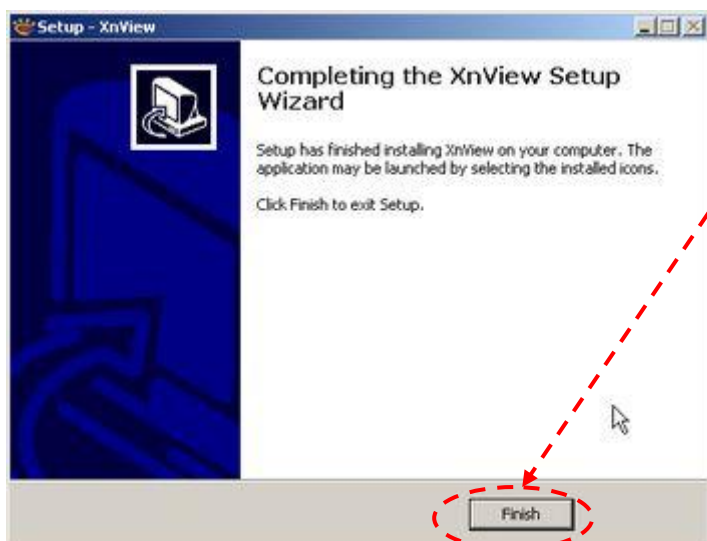 Setup - XnView
Completing the XnView Setup
Wizard
Setup has finished installing XnView on your computer. The
application may be launched by selecting the installed icons.
Click Finish to exit Setup.
Finish